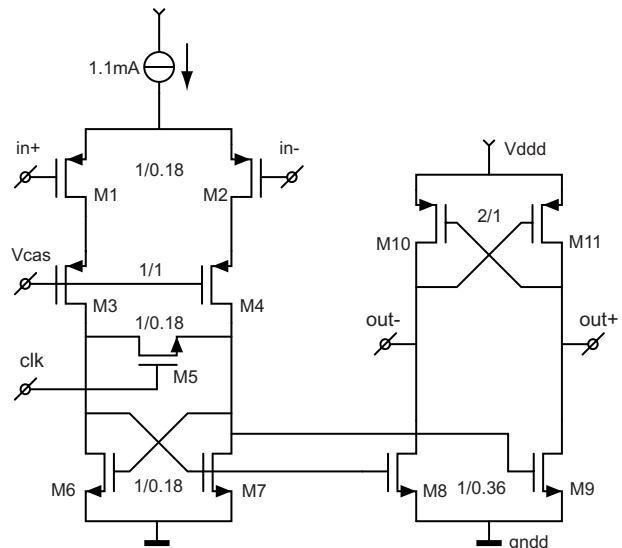 1.1mA
in+
1/0.18
in-
Vddd
M1
M2
2/1
M10
M11
Vcas
1/1
M3
M4
out-
out+
1/0.18
clk
M5
M6
1/0.18
M7
M8
1/0.36
M9
gndd